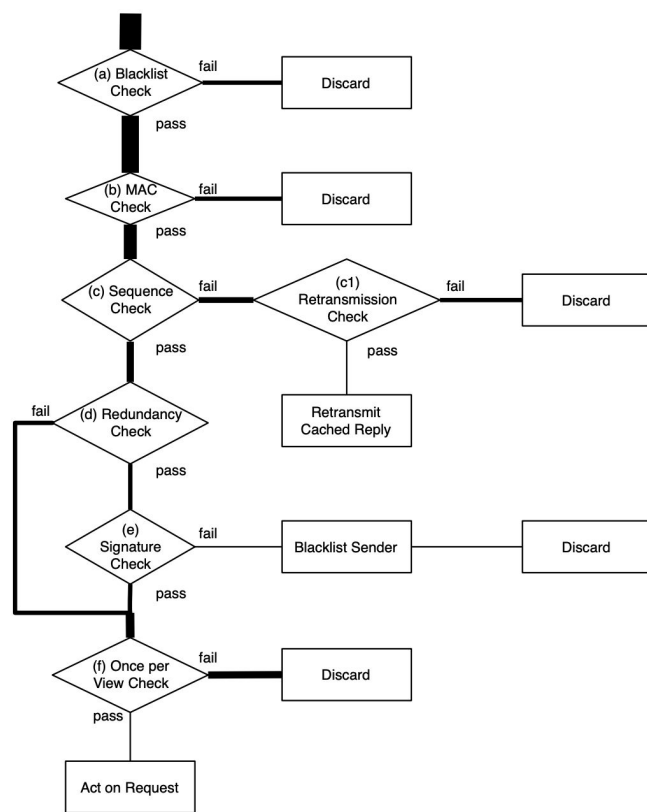 (a) Blacklist
Check
fail
Discard
pass
(b) MAC
Check
fail
Discard
pass
(c) Sequence
Check
fail
(c1)
Retransmission
Check
fail
Discard
pass
pass
Retransmit
Cached Reply
fail
(d) Redundancy
Check
pass
(e)
Signature
Check
fail
Blacklist Sender
Discard
pass
(f) Once per
View Check
fail
Discard
pass
Act on Request